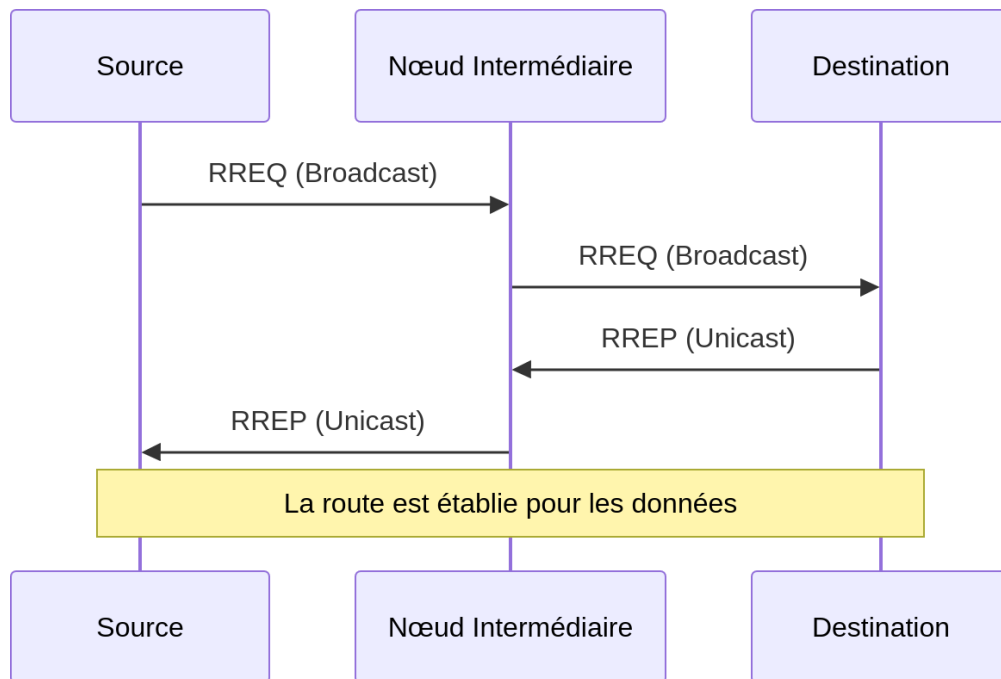 Source
Nœud Intermédiaire
Destination
RREQ (Broadcast)
RREQ (Broadcast)
RREP (Unicast)
RREP (Unicast)
La route est établie pour les données
Source
Nœud Intermédiaire
Destination